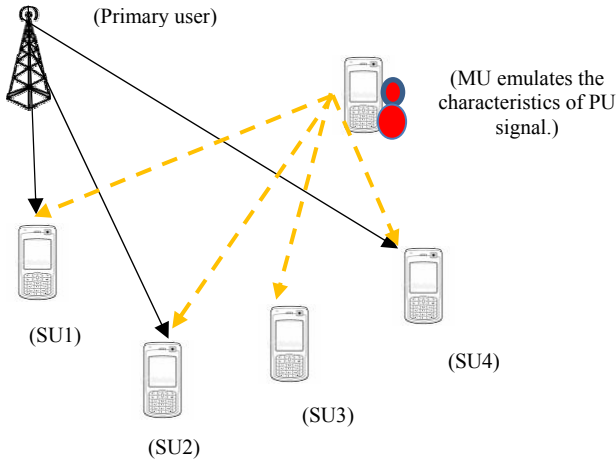 (Primary user)
(MU emulates the
characteristics of PU
signal.)
(SU1)
(SU2)
(SU3)
(SU4)